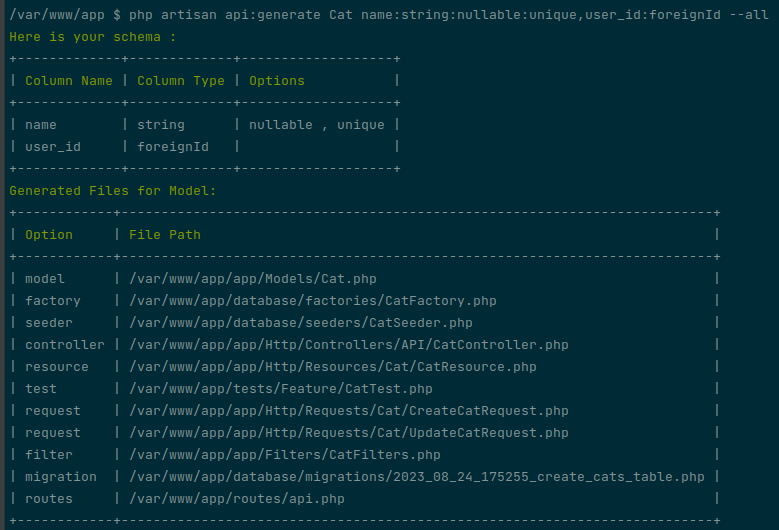 /var/www/app $ php artisan api:generate Cat name:string:nullable:unique,user_id:foreignId --all
Here is your schema :
+-------------+-------------+-------------------+
| Column Name | Column Type | Options           |
+-------------+-------------+-------------------+
| name        | string      | nullable , unique |
| user_id     | foreignId   |                   |
+-------------+-------------+-------------------+
Generated Files for Model:
+------------+--------------------------------------------------------------------------+
| Option     | File Path                                                                |
+------------+--------------------------------------------------------------------------+
| model      | /var/www/app/app/Models/Cat.php                                          |
| factory    | /var/www/app/database/factories/CatFactory.php                           |
| seeder     | /var/www/app/database/seeders/CatSeeder.php                              |
| controller | /var/www/app/app/Http/Controllers/API/CatController.php                  |
| resource   | /var/www/app/app/Http/Resources/Cat/CatResource.php                      |
| test       | /var/www/app/tests/Feature/CatTest.php                                   |
| request    | /var/www/app/app/Http/Requests/Cat/CreateCatRequest.php                  |
| request    | /var/www/app/app/Http/Requests/Cat/UpdateCatRequest.php                  |
| filter     | /var/www/app/app/Filters/CatFilters.php                                  |
| migration  | /var/www/app/database/migrations/2023_08_24_175255_create_cats_table.php |
| routes     | /var/www/app/routes/api.php                                              |
+------------+--------------------------------------------------------------------------+